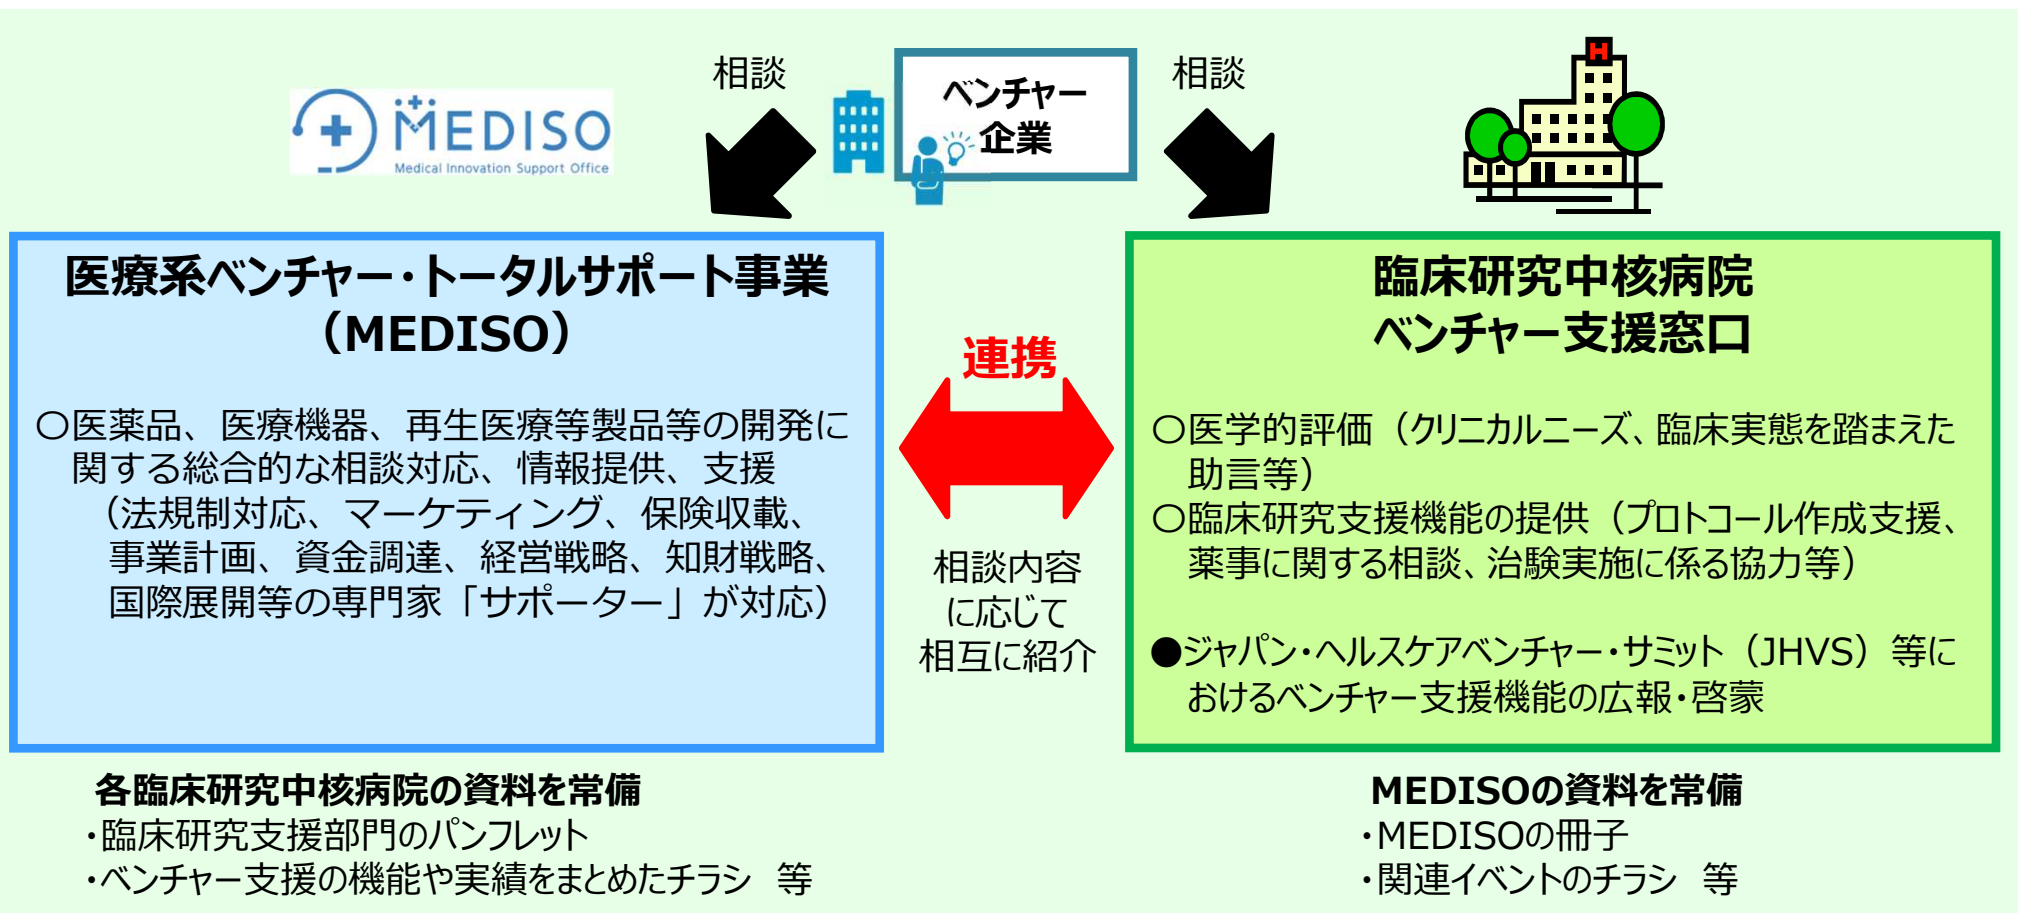 相談
ベンチャー
企業
相談
H
MEDISO
Medical Innovation Support Office
医療系ベンチャー・トータルサポート事業
（MEDISO）
〇医薬品、医療機器、再生医療等製品等の開発に
関する総合的な相談対応、情報提供、支援
（法規制対応、マーケティング、保険収載、
事業計画、資金調達、経営戦略、知財戦略、
国際展開等の専門家「サポーター」が対応）
連携
相談内容
に応じて
相互に紹介
臨床研究中核病院
ベンチャー支援窓口
〇医学的評価（クリニカルニーズ、臨床実態を踏まえた
助言等）
〇臨床研究支援機能の提供（プロトコール作成支援、
薬事に関する相談、治験実施に係る協力等）
●ジャパン・ヘルスケアベンチャー・サミット（JHVS）等に
おけるベンチャー支援機能の広報・啓蒙
各臨床研究中核病院の資料を常備
・臨床研究支援部門のパンフレット
・ベンチャー支援の機能や実績をまとめたチラシ 等
MEDISOの資料を常備
・MEDISOの冊子
・関連イベントのチラシ 等